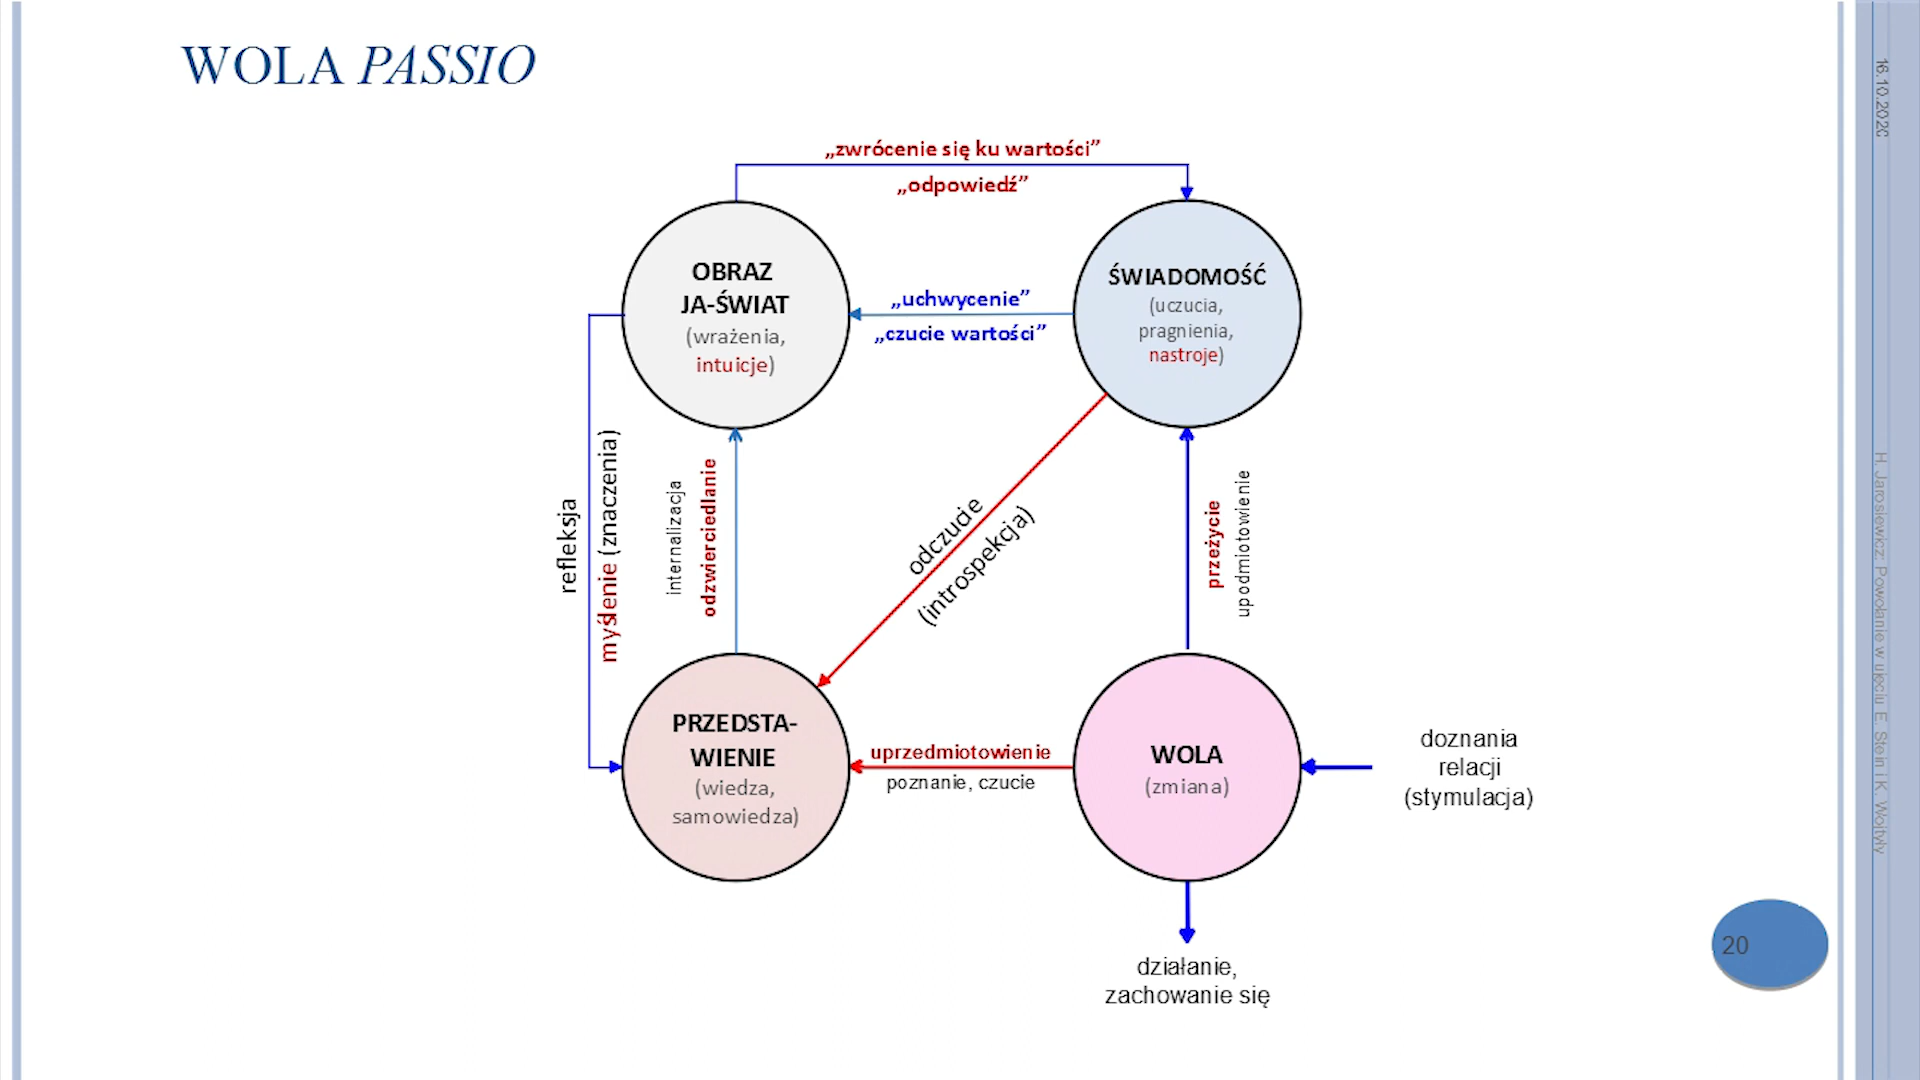 WOLA PASSIO
„zwrócenie się ku wartości”
„odpowiedź”
OBRAZ
JA-ŚWIAT
(wrażenia,
intuicje)
„uchwycenie”
„czucie wartości”
ŚWIADOMOŚĆ
(uczucia,
pragnienia,
nastroje)
refleksja
myślenie (znaczenia)
internalizacja
odzwierciedlanie
odczucie
(introspekcja)
przeżycie
upodmiotowienie
PRZEDSTA-
WIENIE
(wiedza,
samowiedza)
uprzedmiotowienie
poznanie, czucie
WOLA
(zmiana)
doznania
relacji
(stymulacja)
działanie,
zachowanie się
16.10.2020
H. Jarosiewicz: Powołanie w ujęciu E. Stein i K. Wojtyły
20